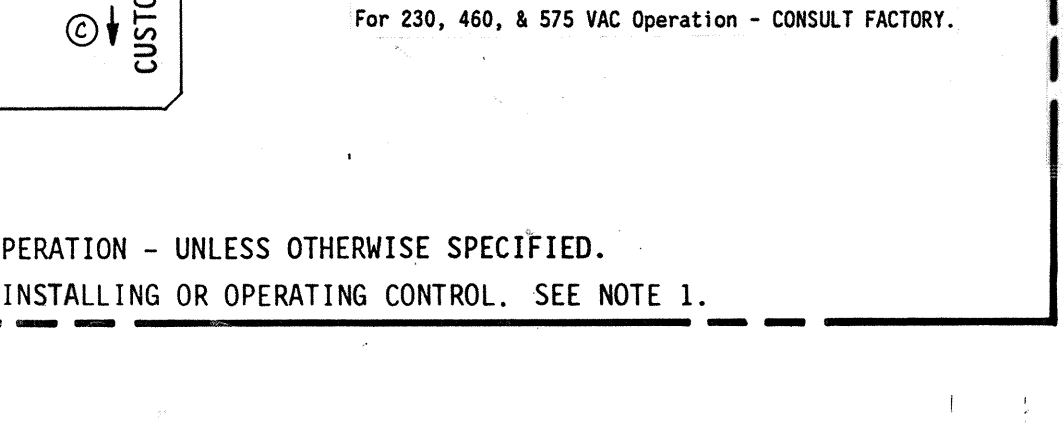 For 230, 460, & 575 VAC Operation - CONSULT FACTORY.
Ⓒ
PERATION - UNLESS OTHERWISE SPECIFIED.
INSTALLING OR OPERATING CONTROL. SEE NOTE 1.